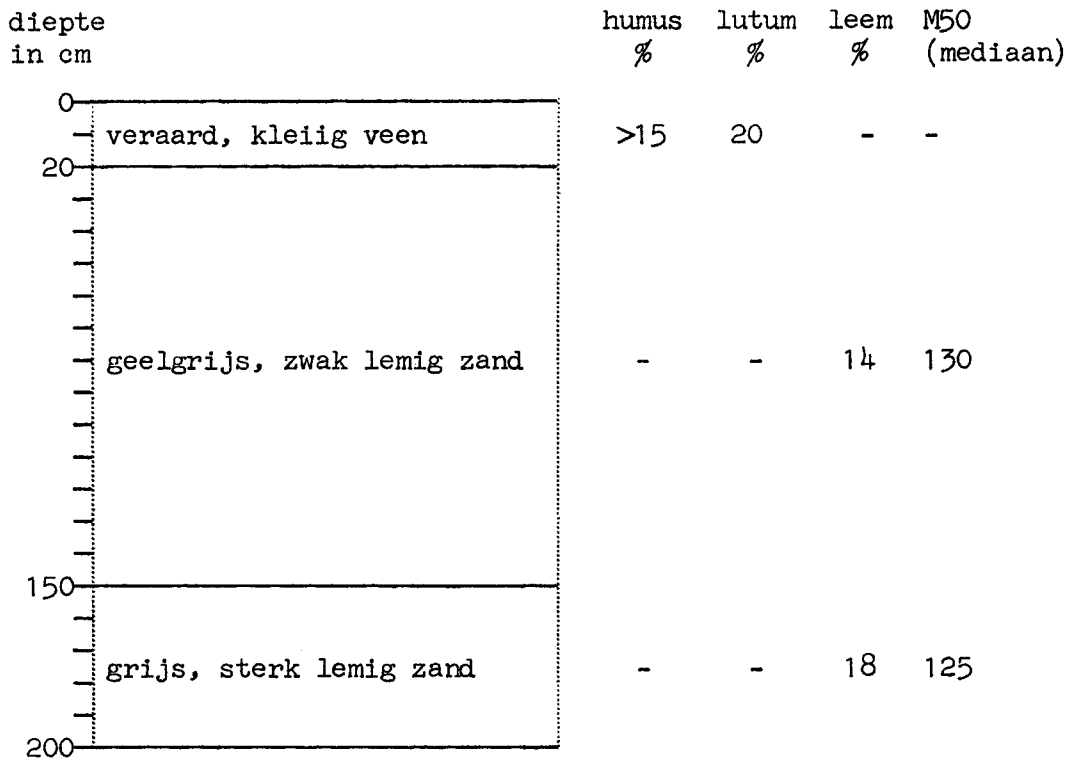 diepte humus lutum leem M50
in cm % % % (mediaan)
0
veraard, kleiig veen >15 20 - -
20
geelgrijs, zwak lemig zand - - 14 130
150
grijs, sterk lemig zand - - 18 125
200